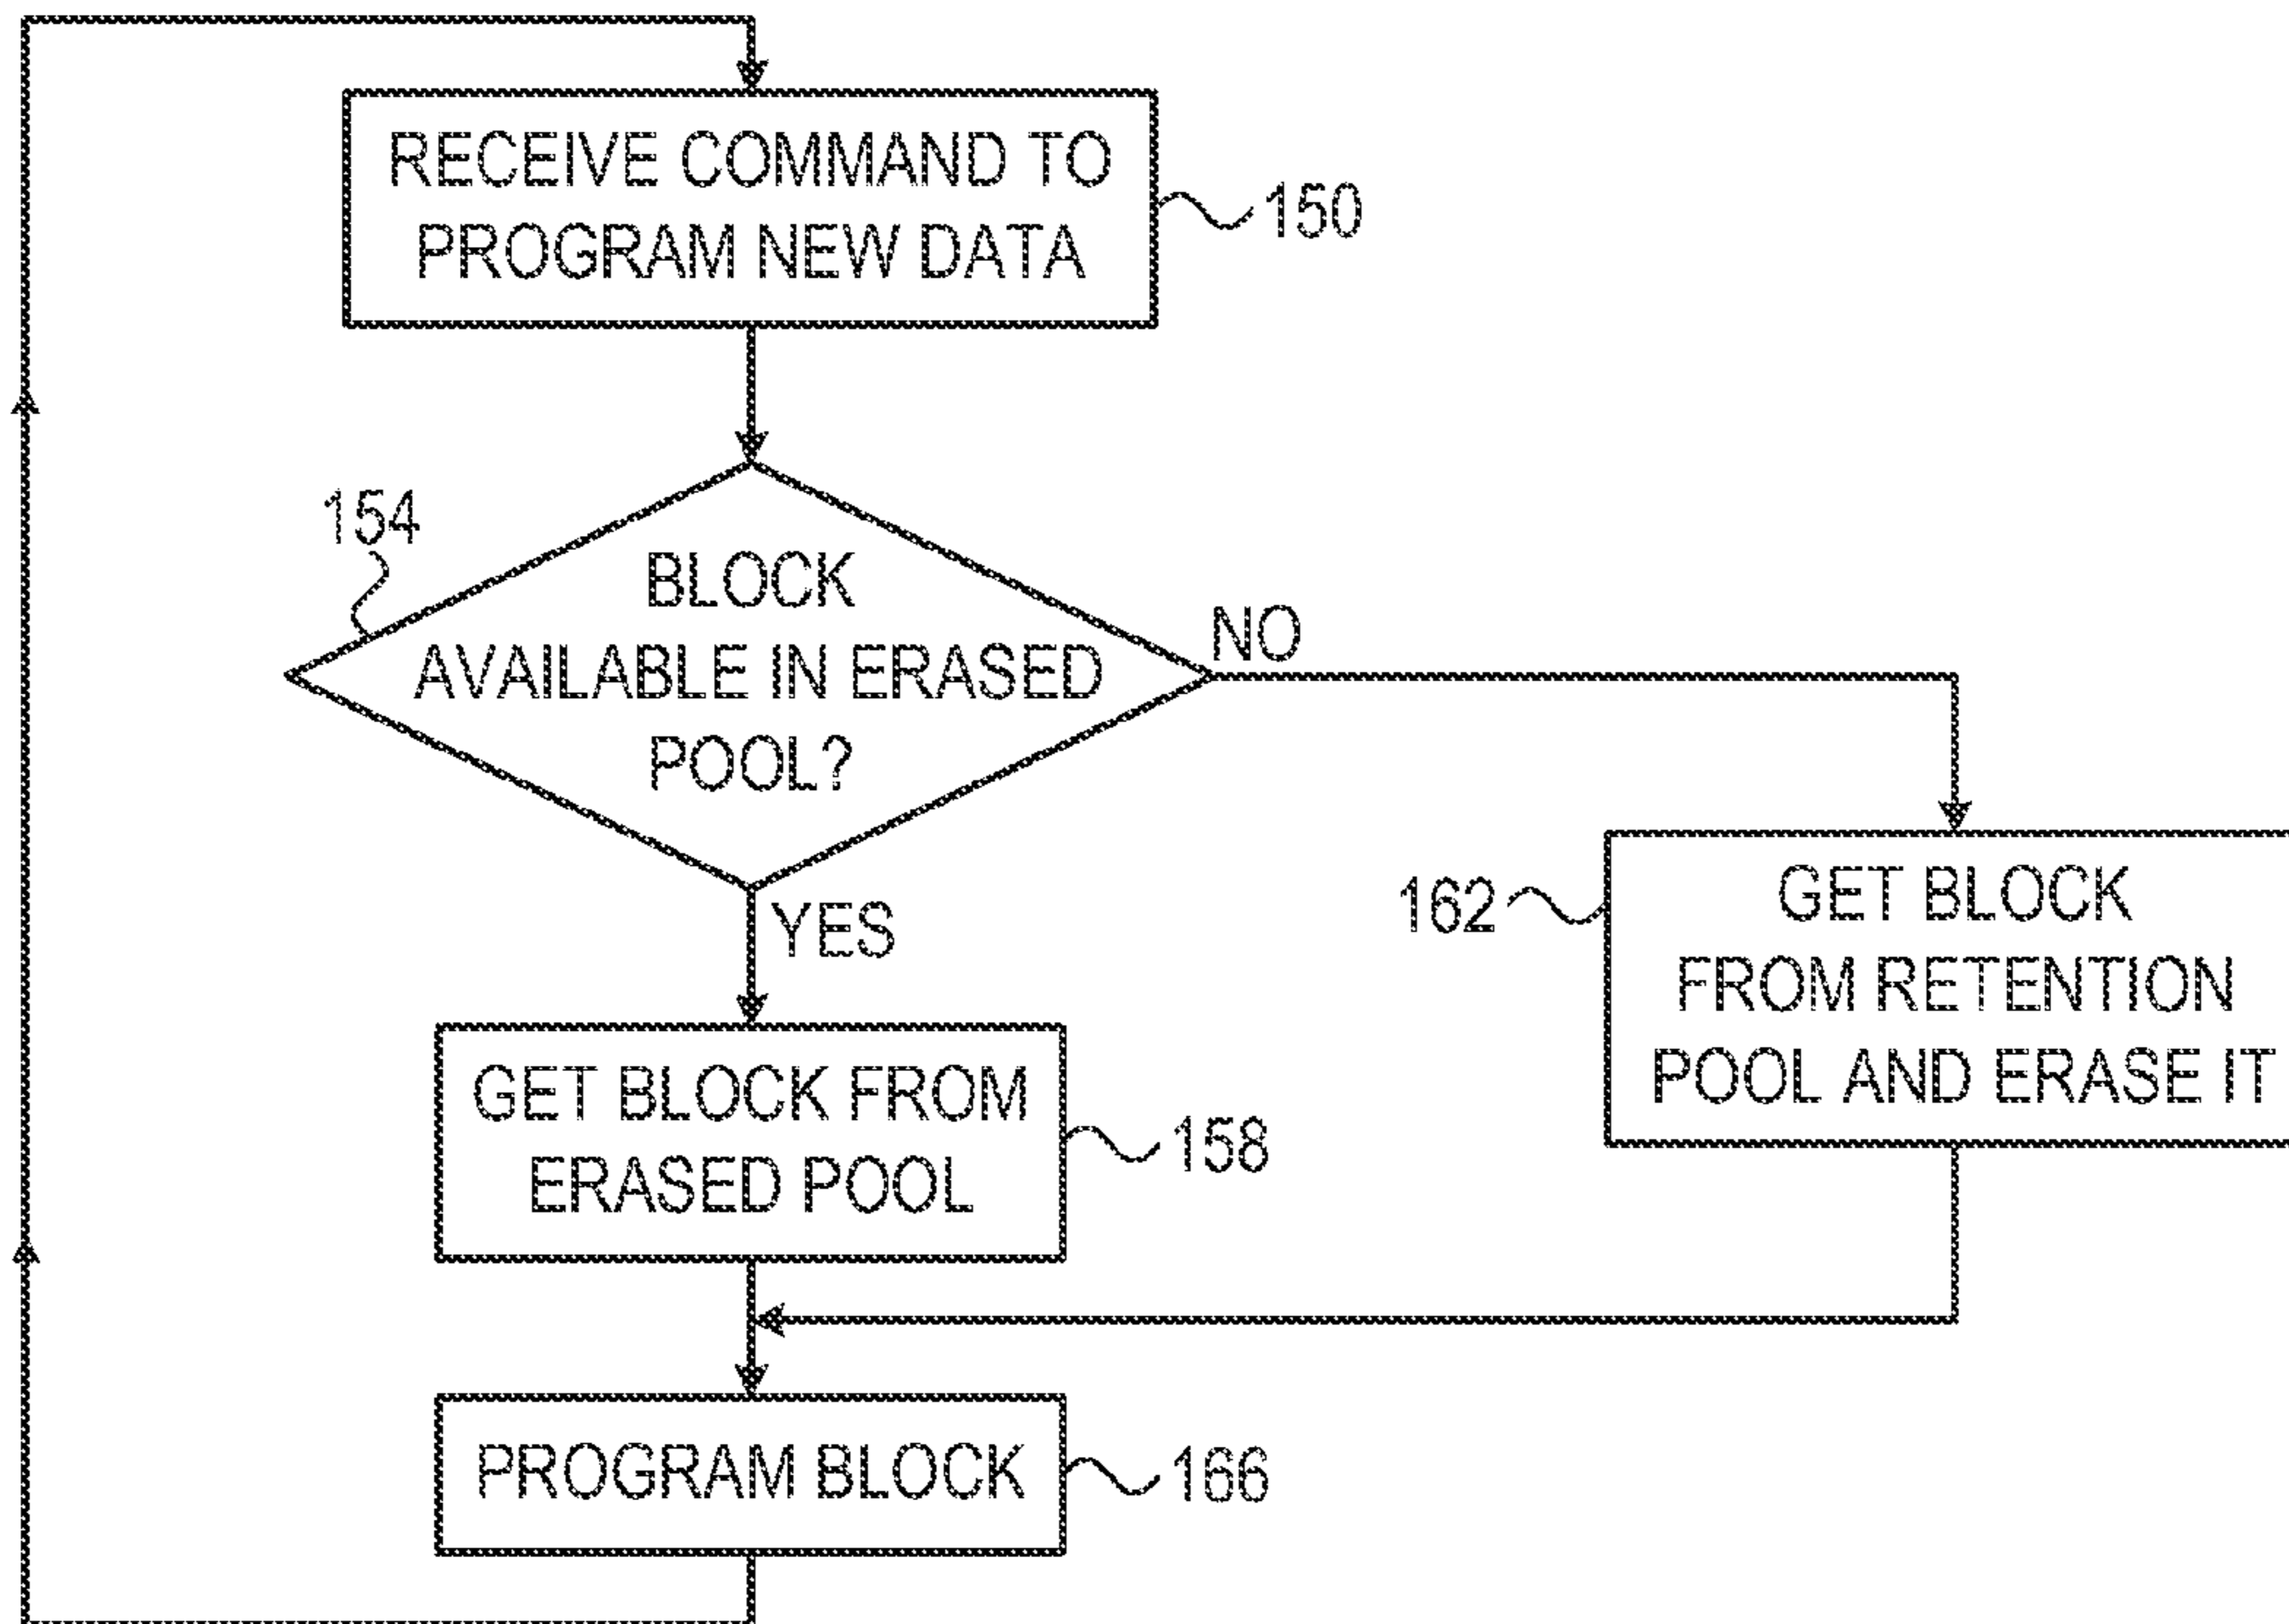 RECEIVE COMMAND TO
PROGRAM NEW DATA
150
154
BLOCK
AVAILABLE IN ERASED
POOL?
NO
YES
162
GET BLOCK
FROM RETENTION
POOL AND ERASE IT
GET BLOCK FROM
ERASED POOL
158
PROGRAM BLOCK
166